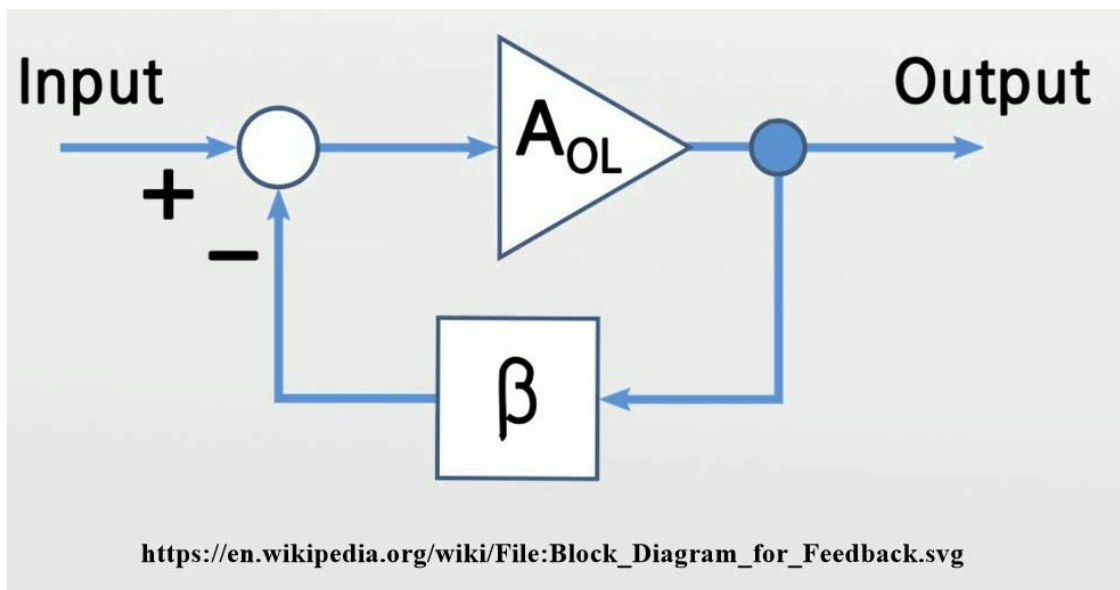 Input
Output
A_OL
+
−
β
https://en.wikipedia.org/wiki/File:Block_Diagram_for_Feedback.svg